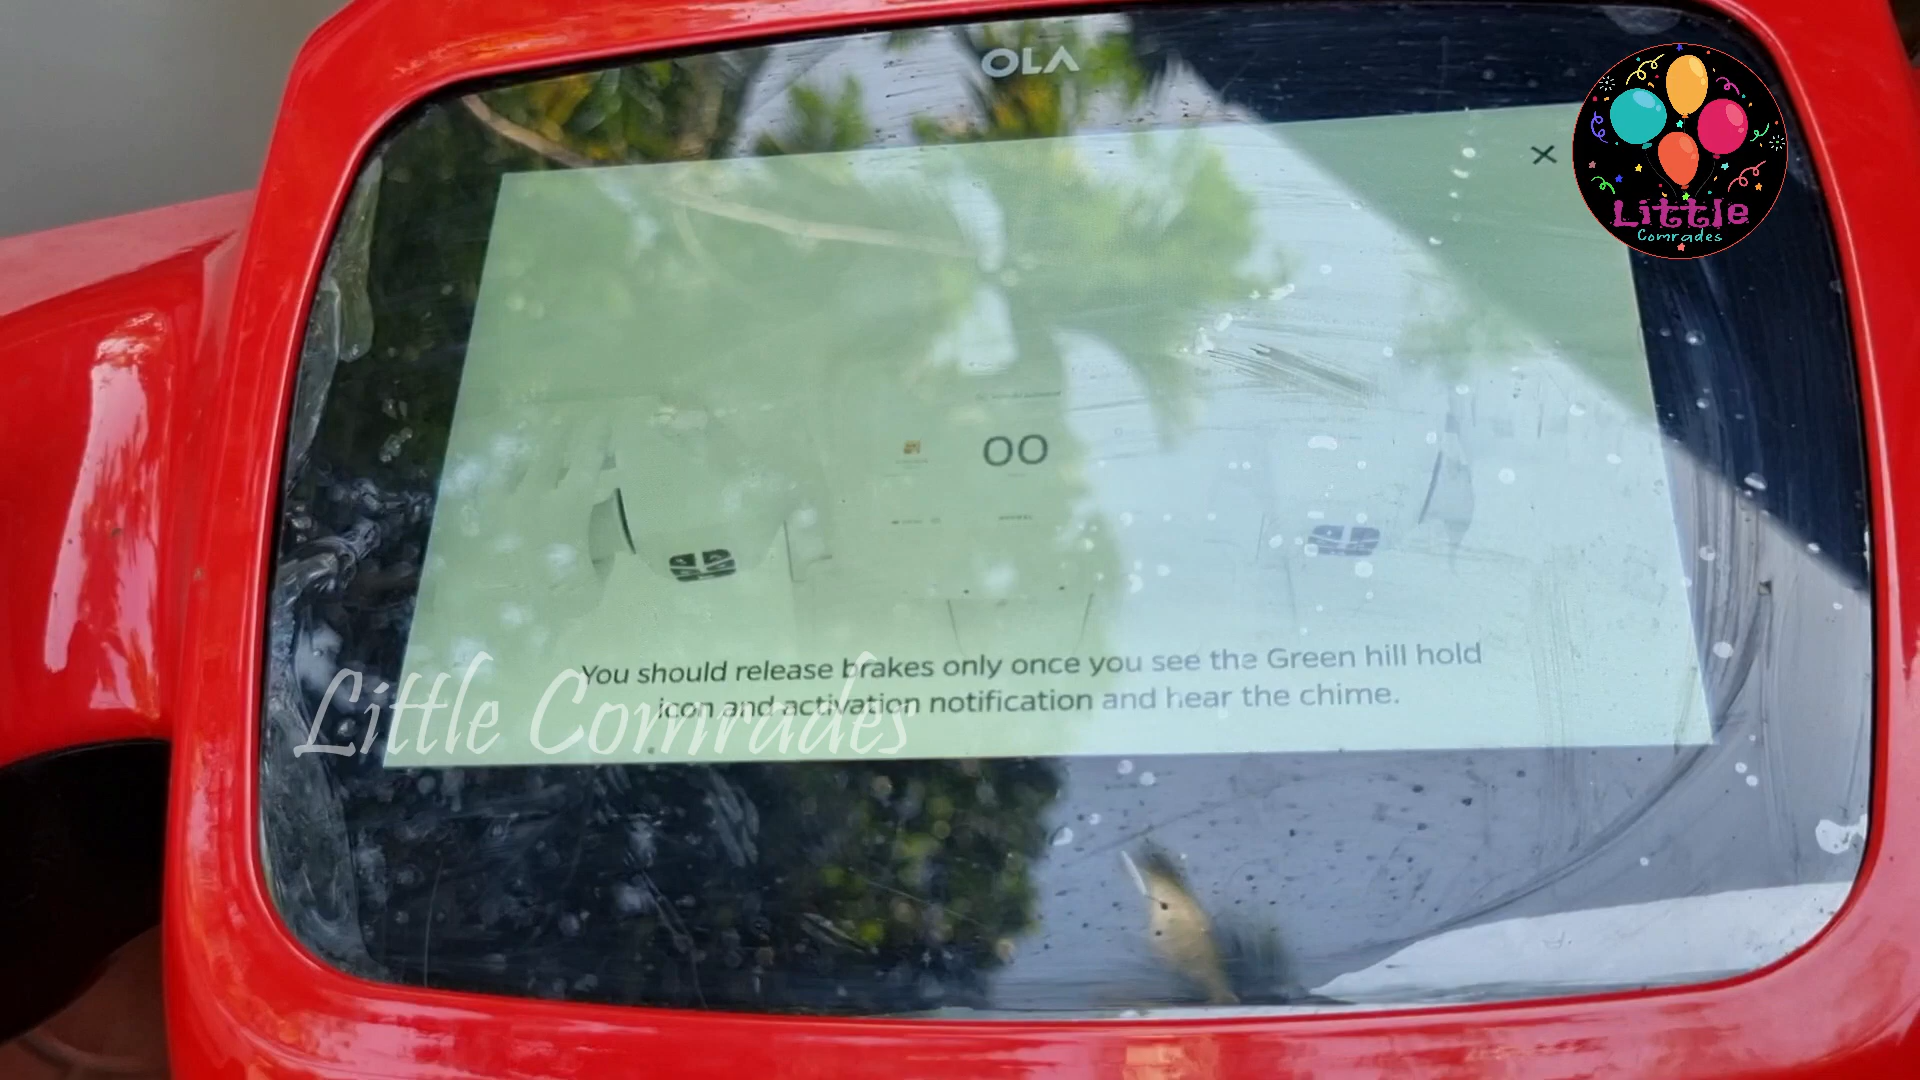 OLA
Little
Comrades
00
You should release brakes only once you see the Green hill hold
icon and activation notification and hear the chime.
Little Comrades